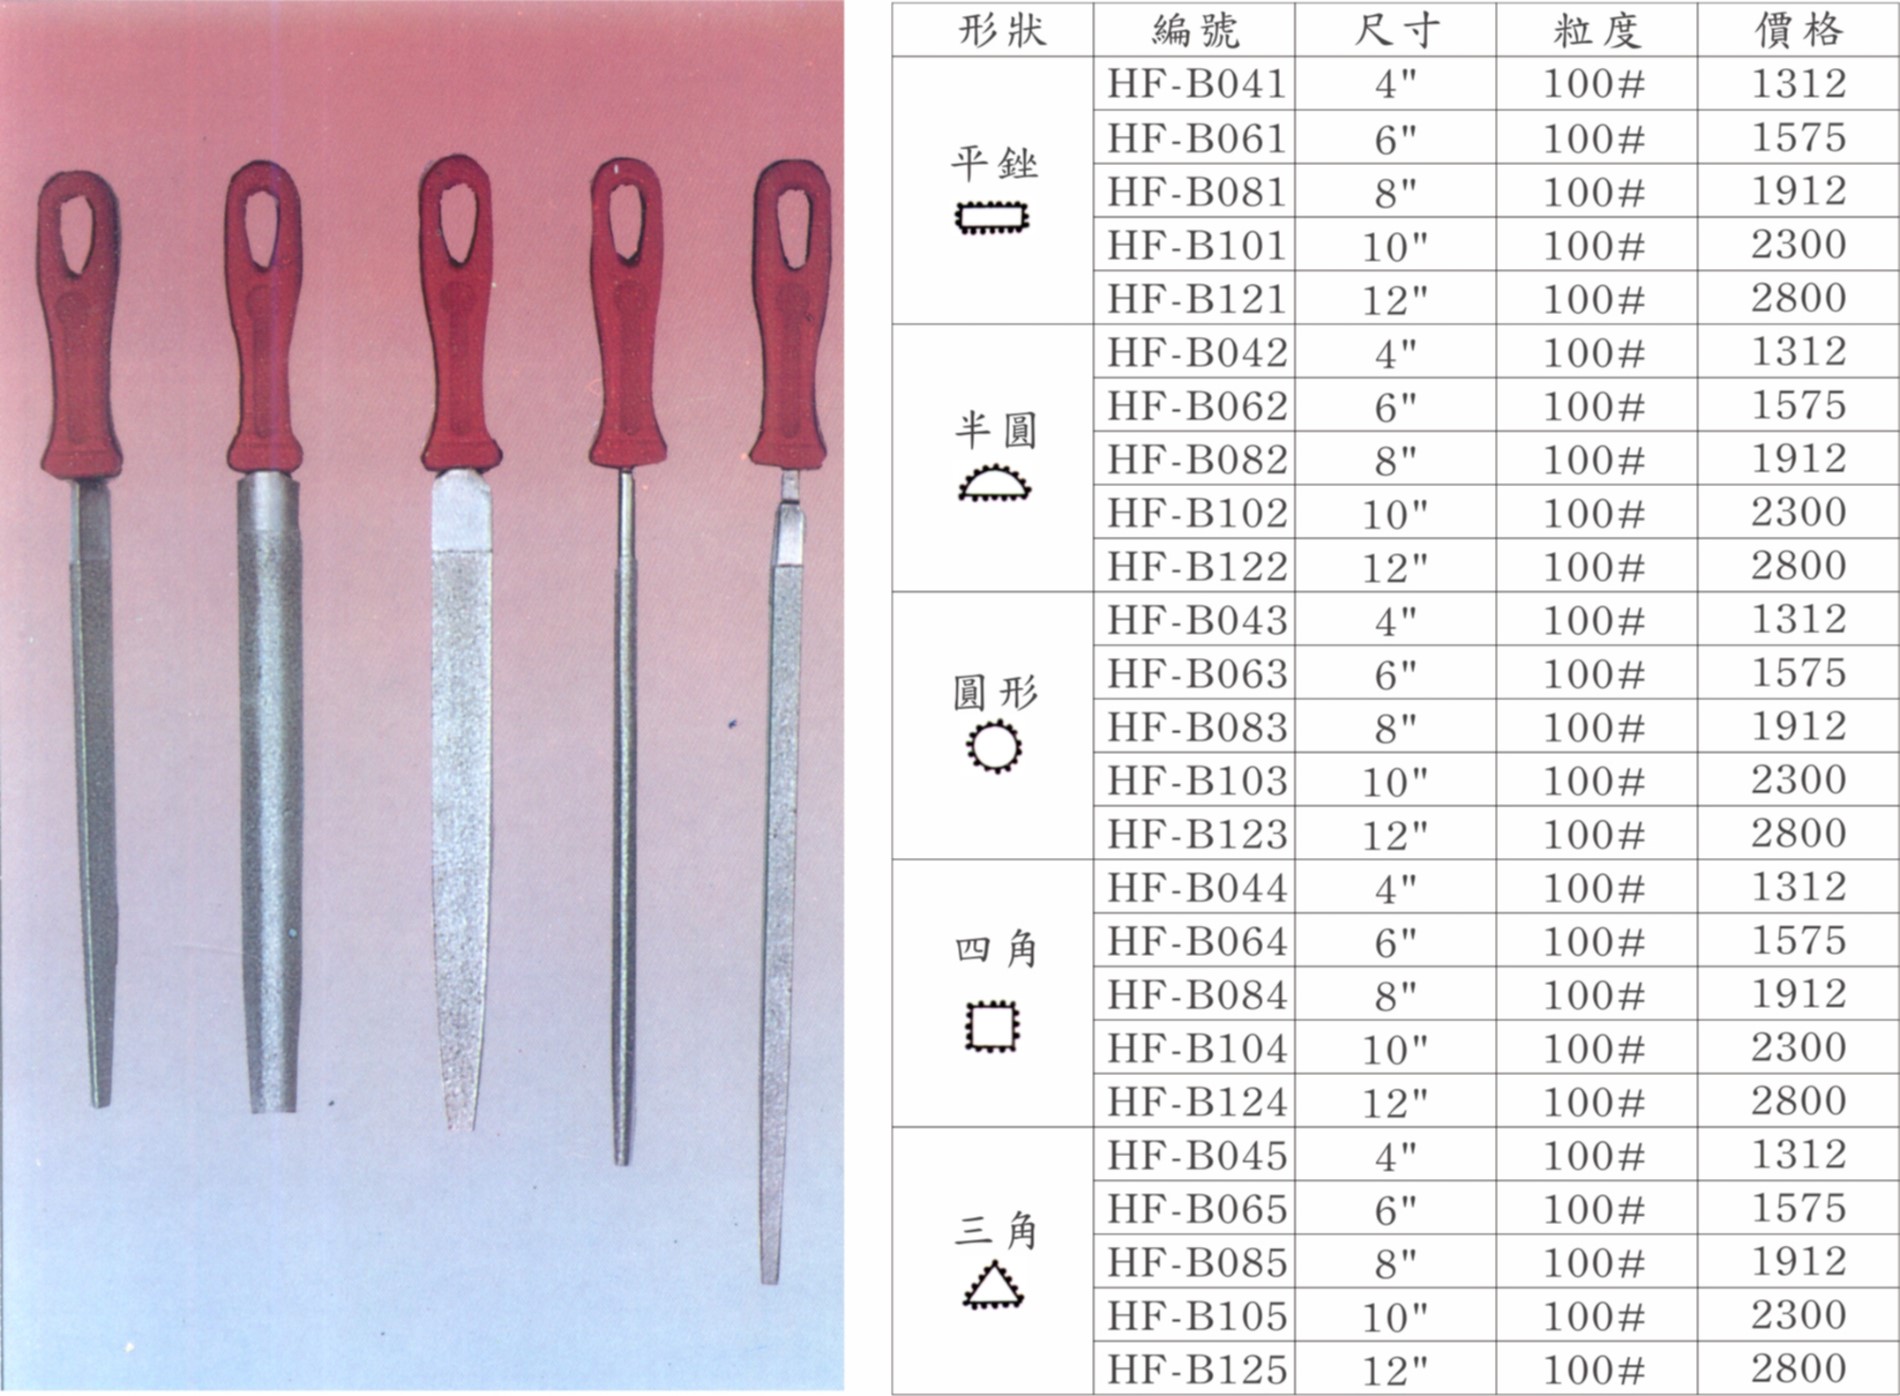 形狀 編號 尺寸 粒度 價格
平銼
HF-B041 4" 100# 1312
HF-B061 6" 100# 1575
HF-B081 8" 100# 1912
HF-B101 10" 100# 2300
HF-B121 12" 100# 2800
半圓
HF-B042 4" 100# 1312
HF-B062 6" 100# 1575
HF-B082 8" 100# 1912
HF-B102 10" 100# 2300
HF-B122 12" 100# 2800
圓形
HF-B043 4" 100# 1312
HF-B063 6" 100# 1575
HF-B083 8" 100# 1912
HF-B103 10" 100# 2300
HF-B123 12" 100# 2800
四角
HF-B044 4" 100# 1312
HF-B064 6" 100# 1575
HF-B084 8" 100# 1912
HF-B104 10" 100# 2300
HF-B124 12" 100# 2800
三角
HF-B045 4" 100# 1312
HF-B065 6" 100# 1575
HF-B085 8" 100# 1912
HF-B105 10" 100# 2300
HF-B125 12" 100# 2800